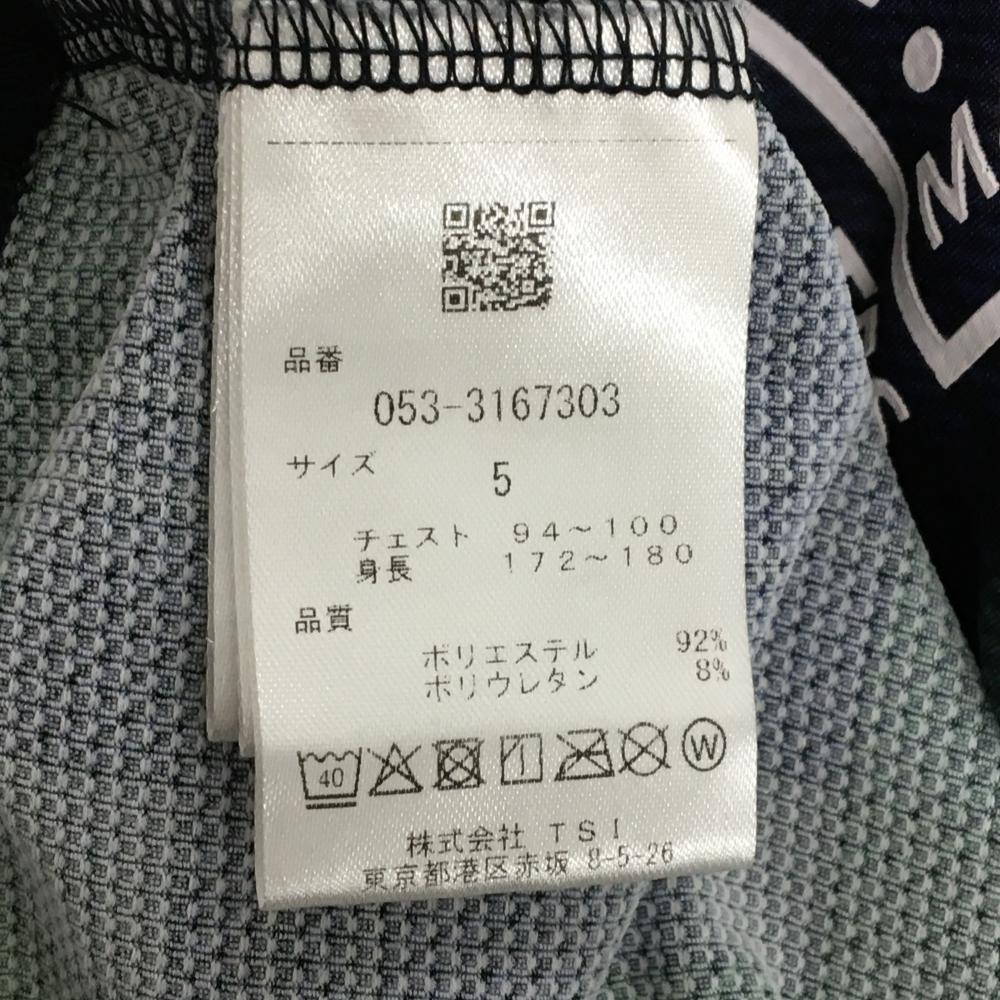 M
品番
053-3167303
サイズ
5
チェスト 94～100
身長 172～180
品質
ポリエステル 92%
ポリウレタン 8%
40
W
株式会社 TSI
東京都港区赤坂 8-5-26